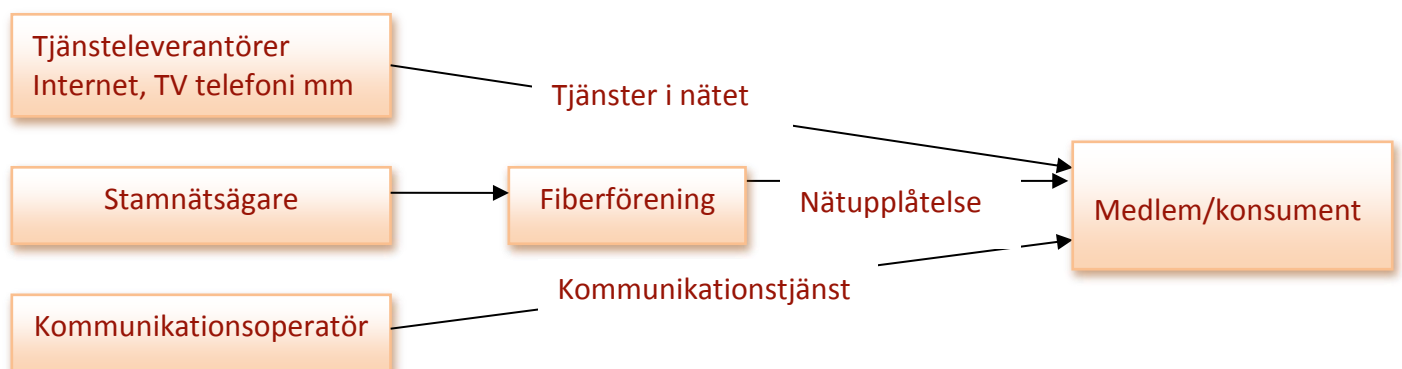 Tjänsteleverantörer
Internet, TV telefoni mm
Tjänster i nätet
Stamnätsägare
Fiberförening
Nätupplåtelse
Medlem/konsument
Kommunikationstjänst
Kommunikationsoperatör